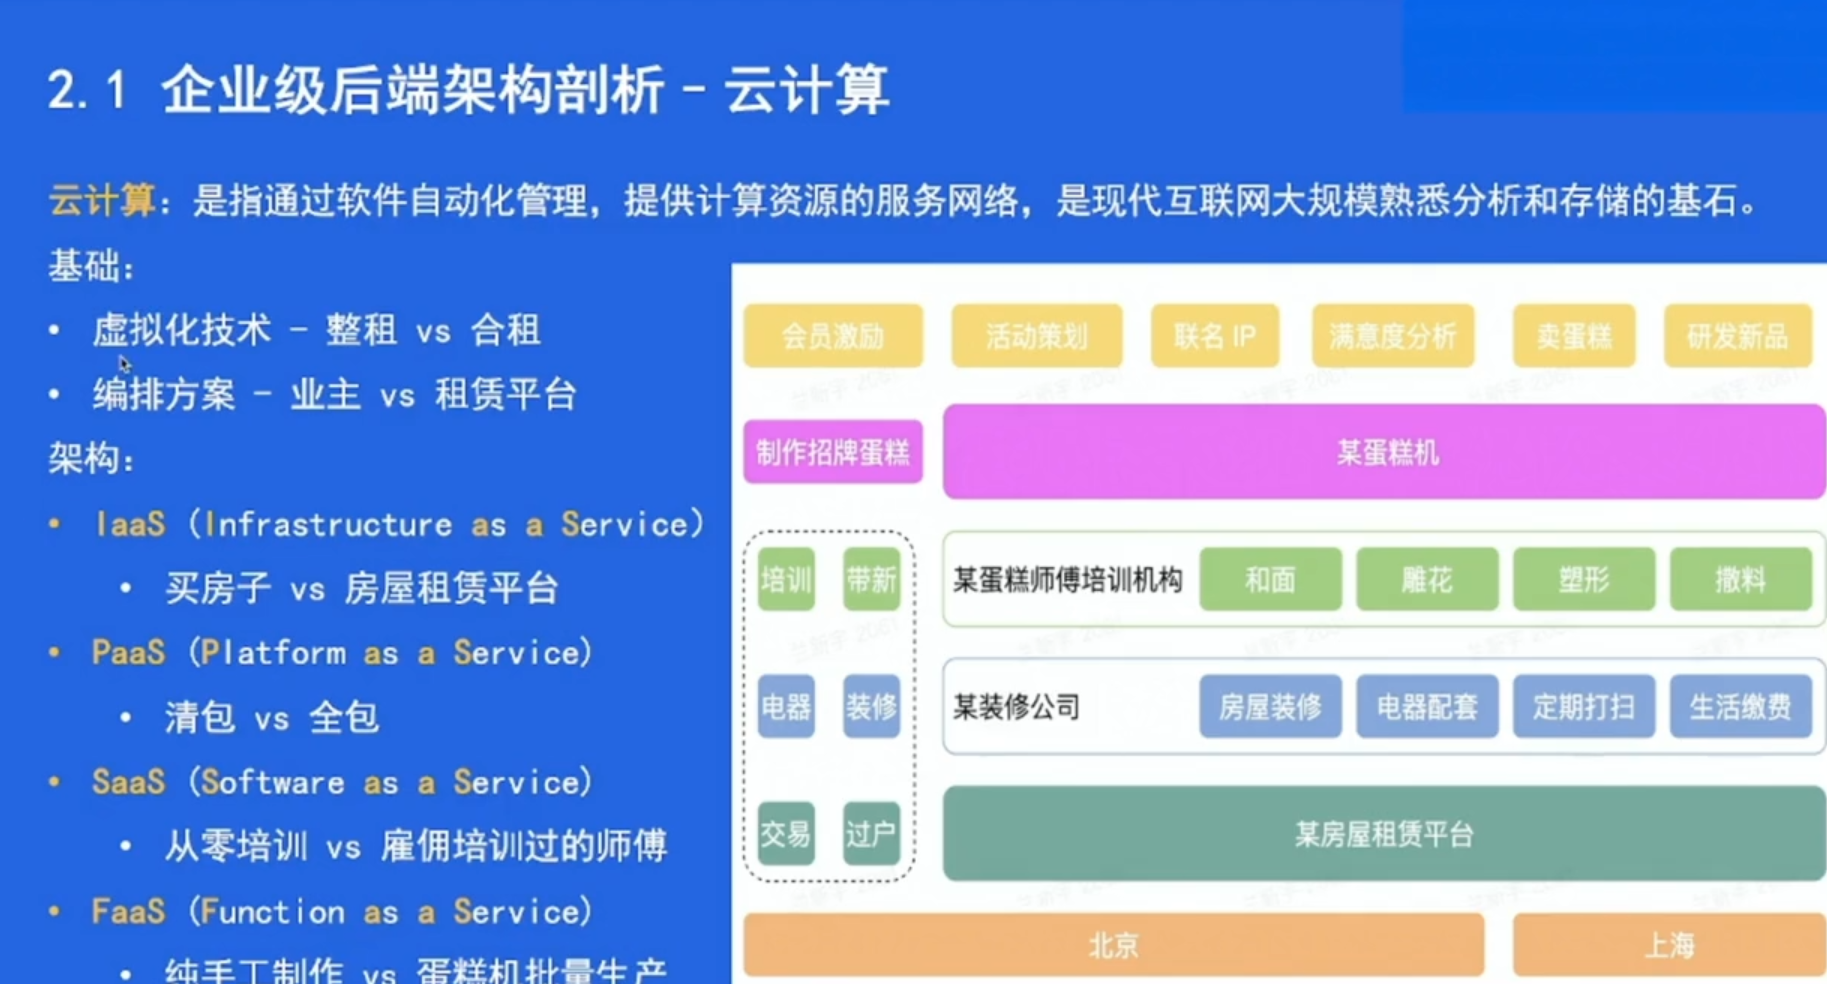 2.1 企业级后端架构剖析 - 云计算
云计算：是指通过软件自动化管理，提供计算资源的服务网络，是现代互联网大规模熟悉分析和存储的基石。
基础：
• 虚拟化技术 - 整租 vs 合租
• 编排方案 - 业主 vs 租赁平台
架构：
• IaaS (Infrastructure as a Service)
• 买房子 vs 房屋租赁平台
• PaaS (Platform as a Service)
• 清包 vs 全包
• SaaS (Software as a Service)
• 从零培训 vs 雇佣培训过的师傅
• FaaS (Function as a Service)
• 纯手工制作 vs 蛋糕机批量生产
会员激励 活动策划 联名 IP 满意度分析 卖蛋糕 研发新品
制作招牌蛋糕 某蛋糕机
培训 带新 某蛋糕师傅培训机构 和面 雕花 塑形 撒料
电器 装修 某装修公司 房屋装修 电器配套 定期打扫 生活缴费
交易 过户 某房屋租赁平台
北京 上海